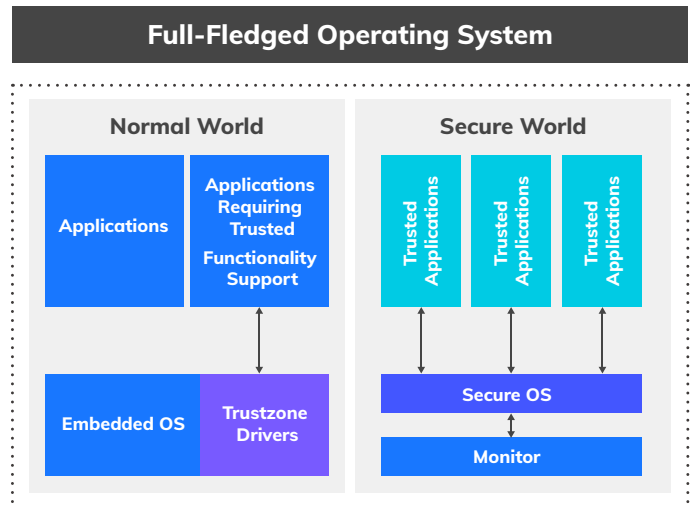 Full-Fledged Operating System
Normal World
Secure World
Applications
Applications
Requiring
Trusted
Functionality
Support
Trusted
Applications
Trusted
Applications
Trusted
Applications
Embedded OS
Trustzone
Drivers
Secure OS
Monitor